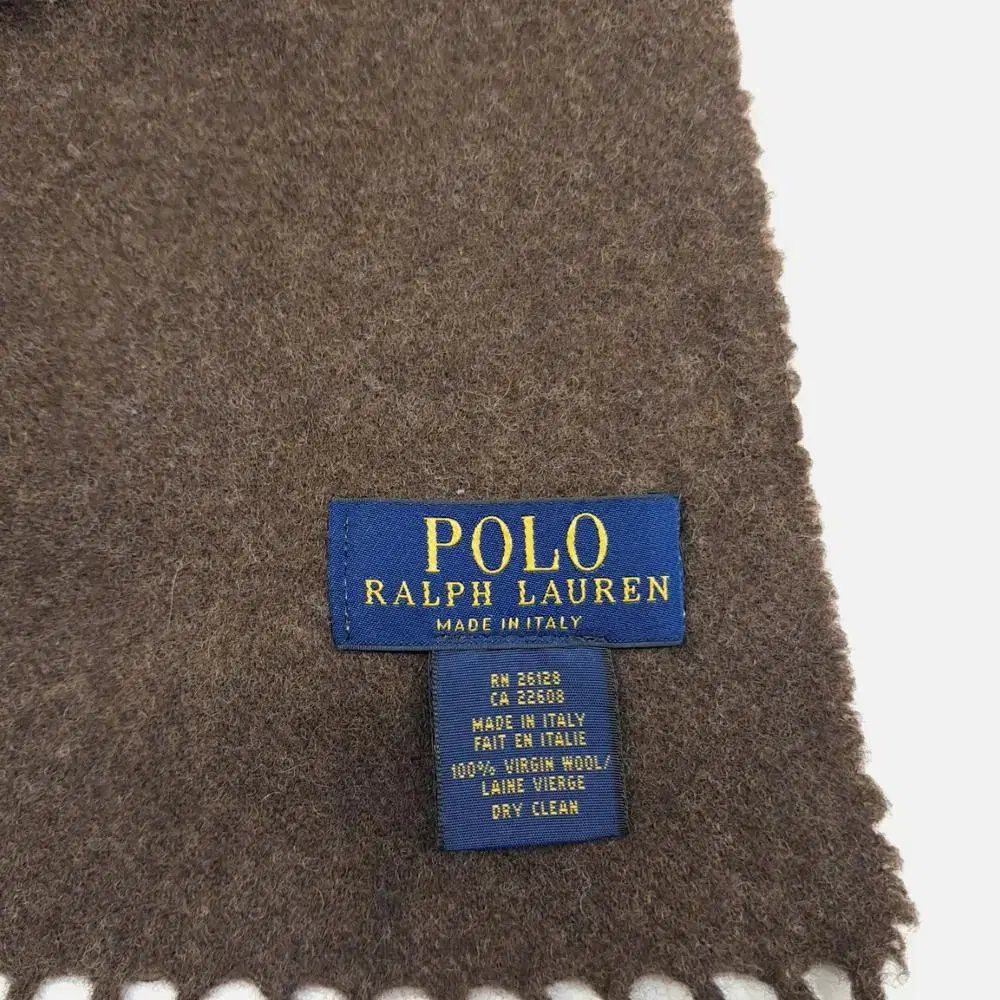 POLO
RALPH LAUREN
MADE IN ITALY
RN 26128
CA 22608
MADE IN ITALY
FAIT EN ITALIE
100% VIRGIN WOOL/
LAINE VIERGE
DRY CLEAN